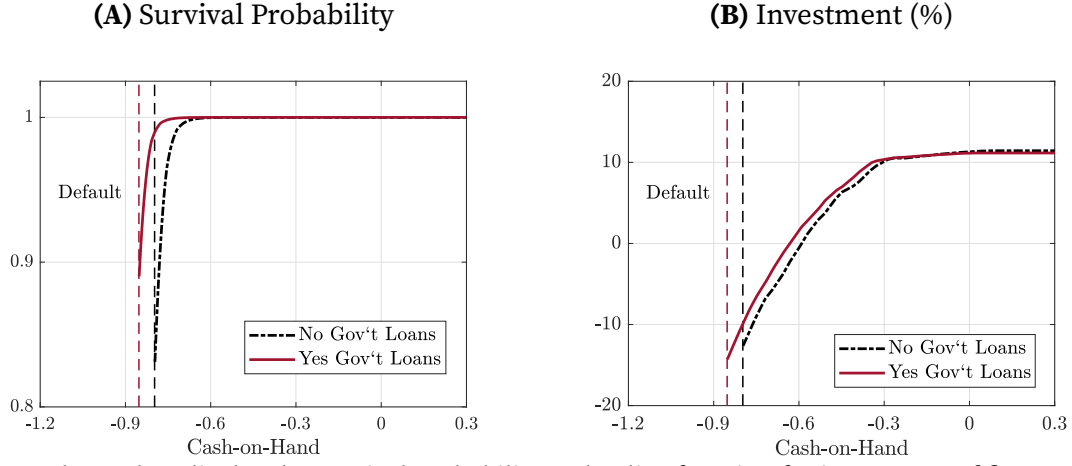 (A) Survival Probability
1
0.9
0.8
Default
No Gov‘t Loans
Yes Gov‘t Loans
-1.2 -0.9 -0.6 -0.3 0 0.3
Cash-on-Hand
(B) Investment (%)
20
10
0
-10
-20
Default
No Gov‘t Loans
Yes Gov‘t Loans
-1.2 -0.9 -0.6 -0.3 0 0.3
Cash-on-Hand